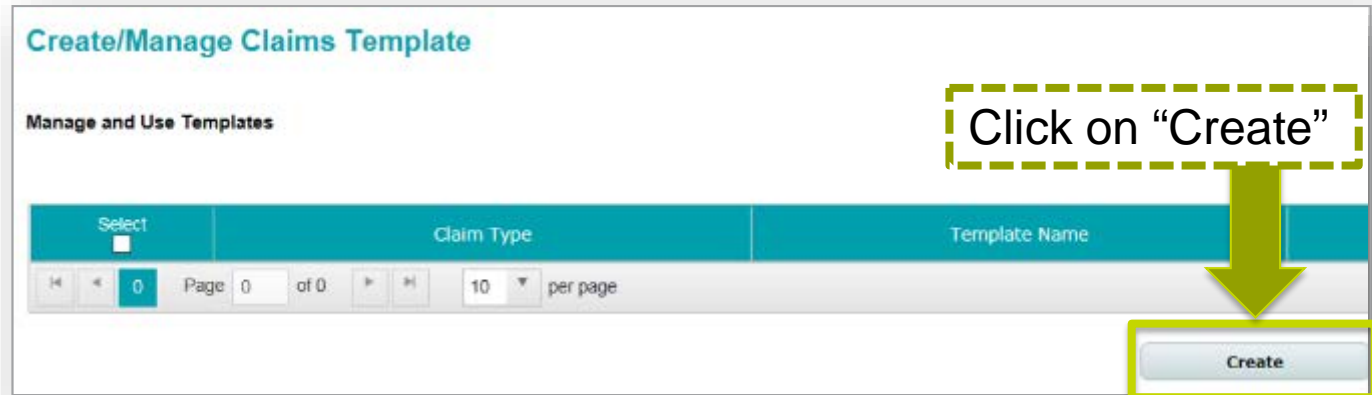 Create/Manage Claims Template
Manage and Use Templates
Click on “Create”
Select
Claim Type
Template Name
0 Page 0 of 0 10 per page
Create